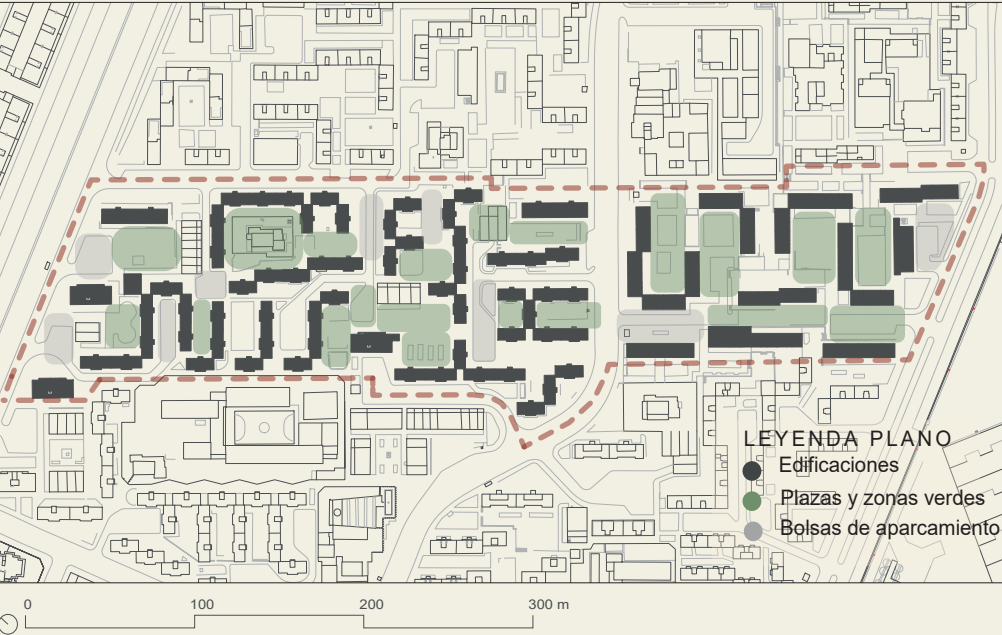 LEYENDA PLANO
Edificaciones
Plazas y zonas verdes
Bolsas de aparcamiento
0 100 200 300 m